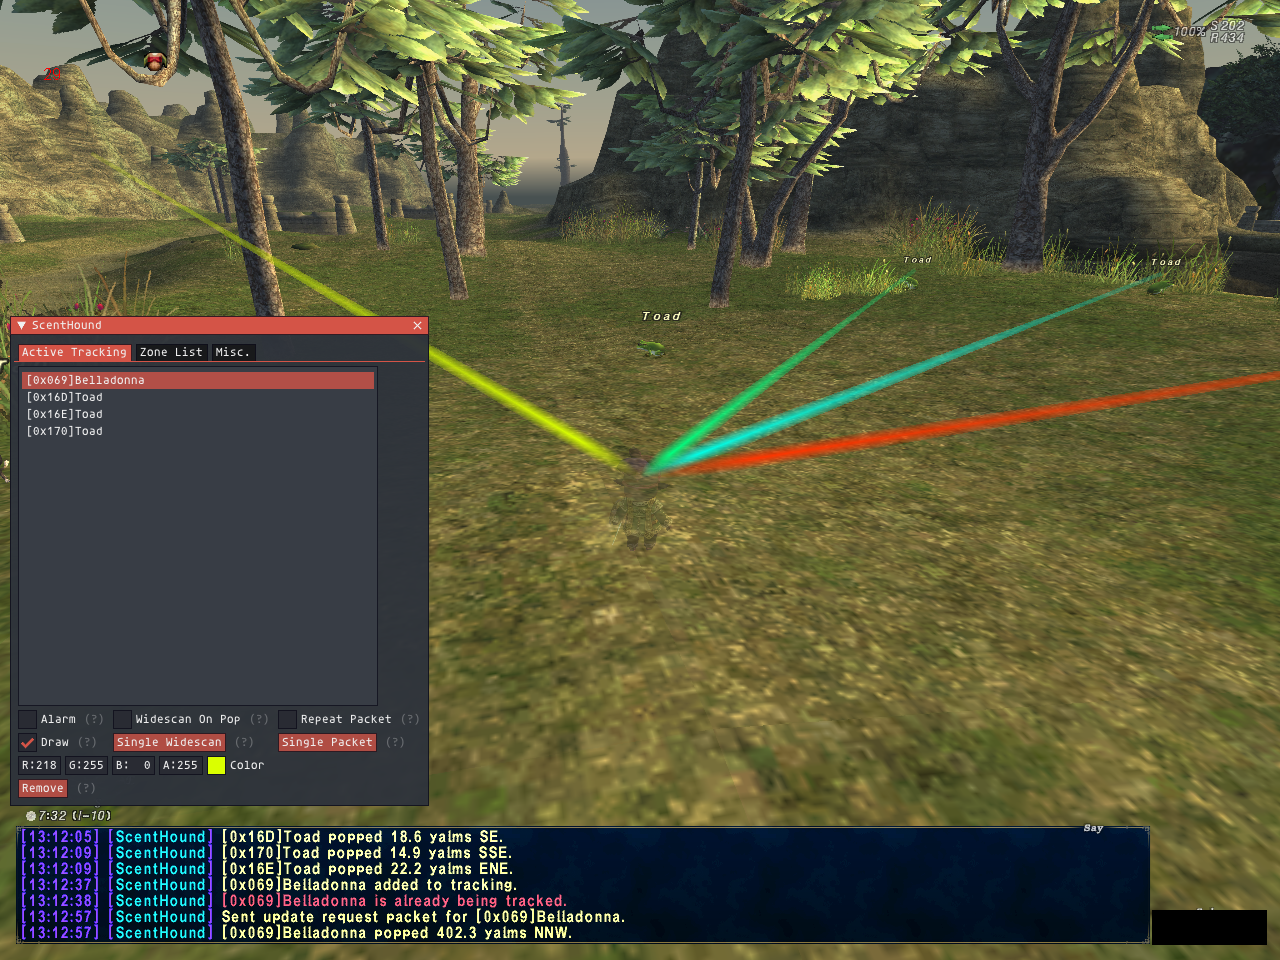 100% S 202
R 434
Toad
Toad
Toad
ScentHound
Active Tracking Zone List Misc.
[0x069]Belladonna
[0x16D]Toad
[0x16E]Toad
[0x170]Toad
Alarm (?) Widescan On Pop (?) Repeat Packet (?)
Draw (?) Single Widescan (?) Single Packet (?)
R:218 G:255 B: 0 A:255 Color
Remove (?)
7:32 (/-10)
Say
[13:12:05] [ScentHound] [0x16D]Toad popped 18.6 yalms SE.
[13:12:09] [ScentHound] [0x170]Toad popped 14.9 yalms SSE.
[13:12:09] [ScentHound] [0x16E]Toad popped 22.2 yalms ENE.
[13:12:37] [ScentHound] [0x069]Belladonna added to tracking.
[13:12:38] [ScentHound] [0x069]Belladonna is already being tracked.
[13:12:57] [ScentHound] Sent update request packet for [0x069]Belladonna.
[13:12:57] [ScentHound] [0x069]Belladonna popped 402.3 yalms NNW.